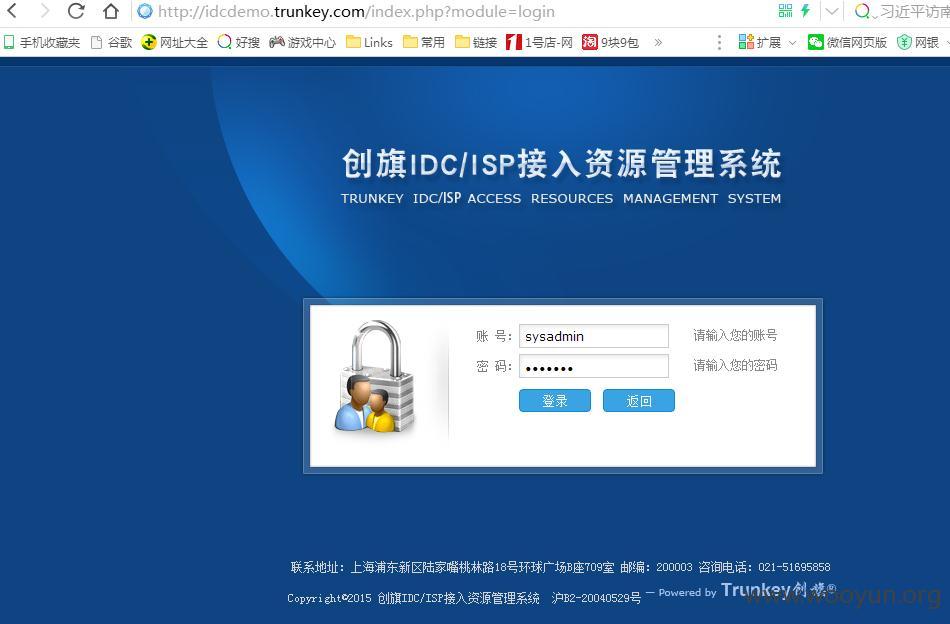 http://idcdemo.trunkey.com/index.php?module=login 习近平访南
手机收藏夹 谷歌 网址大全 好搜 游戏中心 Links 常用 链接 1号店-网 淘 9块9包 » 扩展 微信网页版 网银
创旗IDC/ISP接入资源管理系统
TRUNKEY IDC/ISP ACCESS RESOURCES MANAGEMENT SYSTEM
账 号: sysadmin 请输入您的账号
密 码: ••••••• 请输入您的密码
登录 返回
联系地址: 上海浦东新区陆家嘴桃林路18号环球广场B座709室 邮编: 200003 咨询电话: 021-51695858
Copyright©2015 创旗IDC/ISP接入资源管理系统 沪B2-20040529号 — Powered by Trunkey创旗®
www.wooyun.org